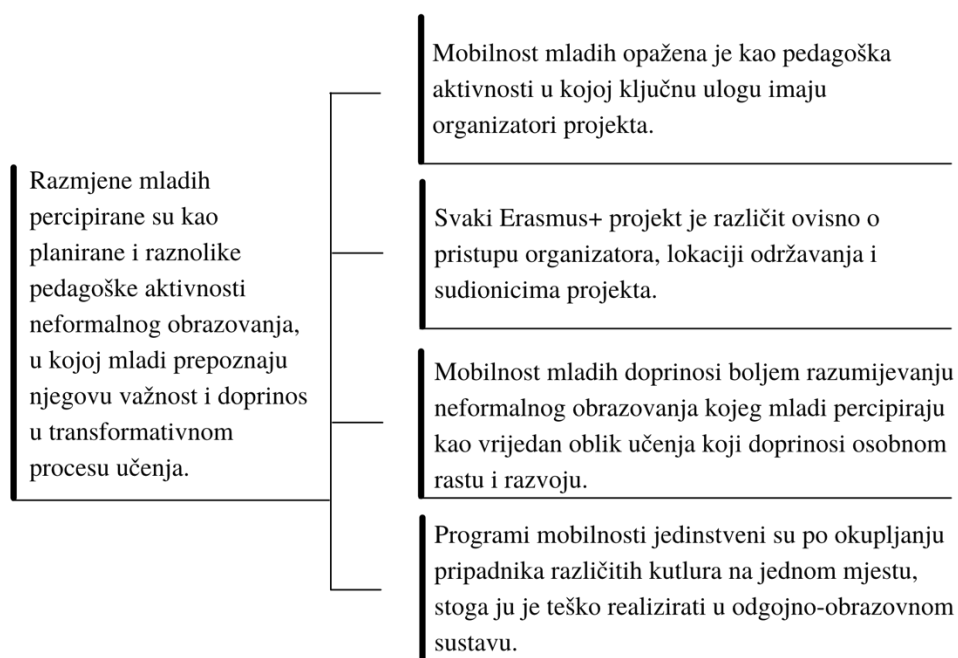 Razmjene mladih
percipirane su kao
planirane i raznolike
pedagoške aktivnosti
neformalnog obrazovanja,
u kojoj mladi prepoznaju
njegovu važnost i doprinos
u transformativnom
procesu učenja.
Mobilnost mladih opažena je kao pedagoška
aktivnosti u kojoj ključnu ulogu imaju
organizatori projekta.
Svaki Erasmus+ projekt je različit ovisno o
pristupu organizatora, lokaciji održavanja i
sudionicima projekta.
Mobilnost mladih doprinosi boljem razumijevanju
neformalnog obrazovanja kojeg mladi percipiraju
kao vrijedan oblik učenja koji doprinosi osobnom
rastu i razvoju.
Programi mobilnosti jedinstveni su po okupljanju
pripadnika različitih kutlura na jednom mjestu,
stoga ju je teško realizirati u odgojno-obrazovnom
sustavu.